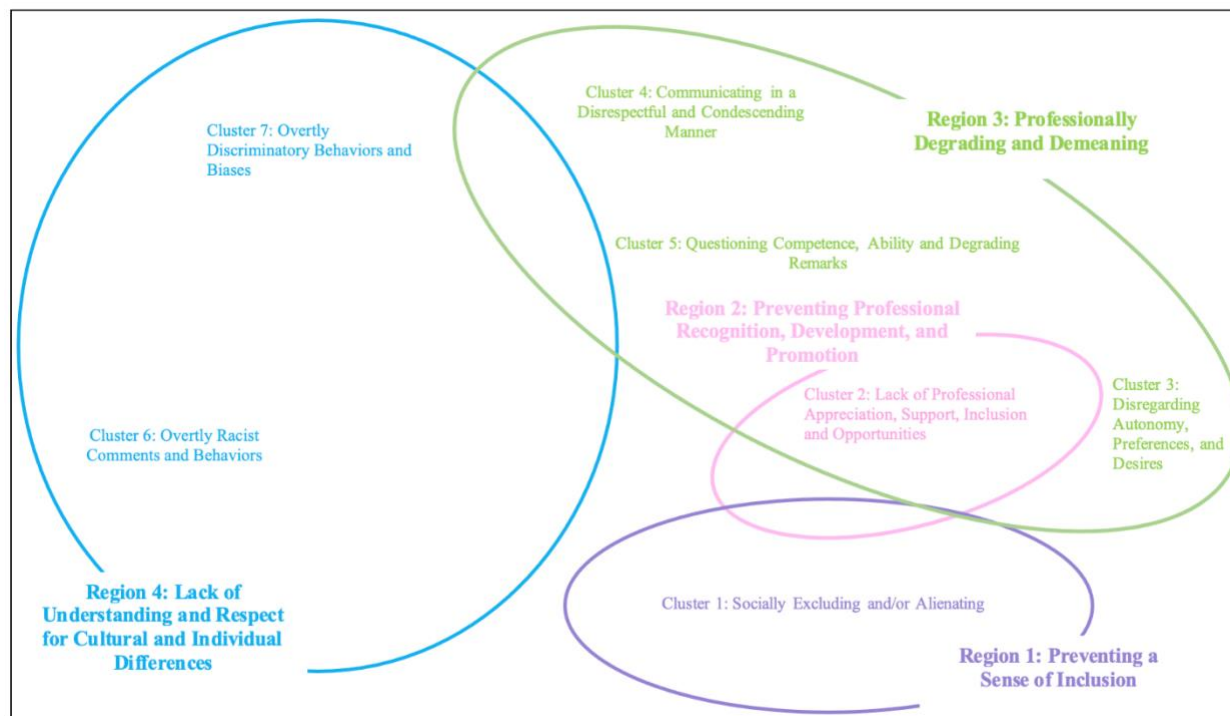 Cluster 4: Communicating in a
Disrespectful and Condescending
Manner
Region 3: Professionally
Degrading and Demeaning
Cluster 7: Overtly
Discriminatory Behaviors and
Biases
Cluster 5: Questioning Competence, Ability and Degrading
Remarks
Region 2: Preventing Professional
Recognition, Development, and
Promotion
Cluster 2: Lack of Professional
Appreciation, Support, Inclusion
and Opportunities
Cluster 3:
Disregarding
Autonomy,
Preferences, and
Desires
Cluster 6: Overtly Racist
Comments and Behaviors
Region 4: Lack of
Understanding and Respect
for Cultural and Individual
Differences
Cluster 1: Socially Excluding and/or Alienating
Region 1: Preventing a
Sense of Inclusion